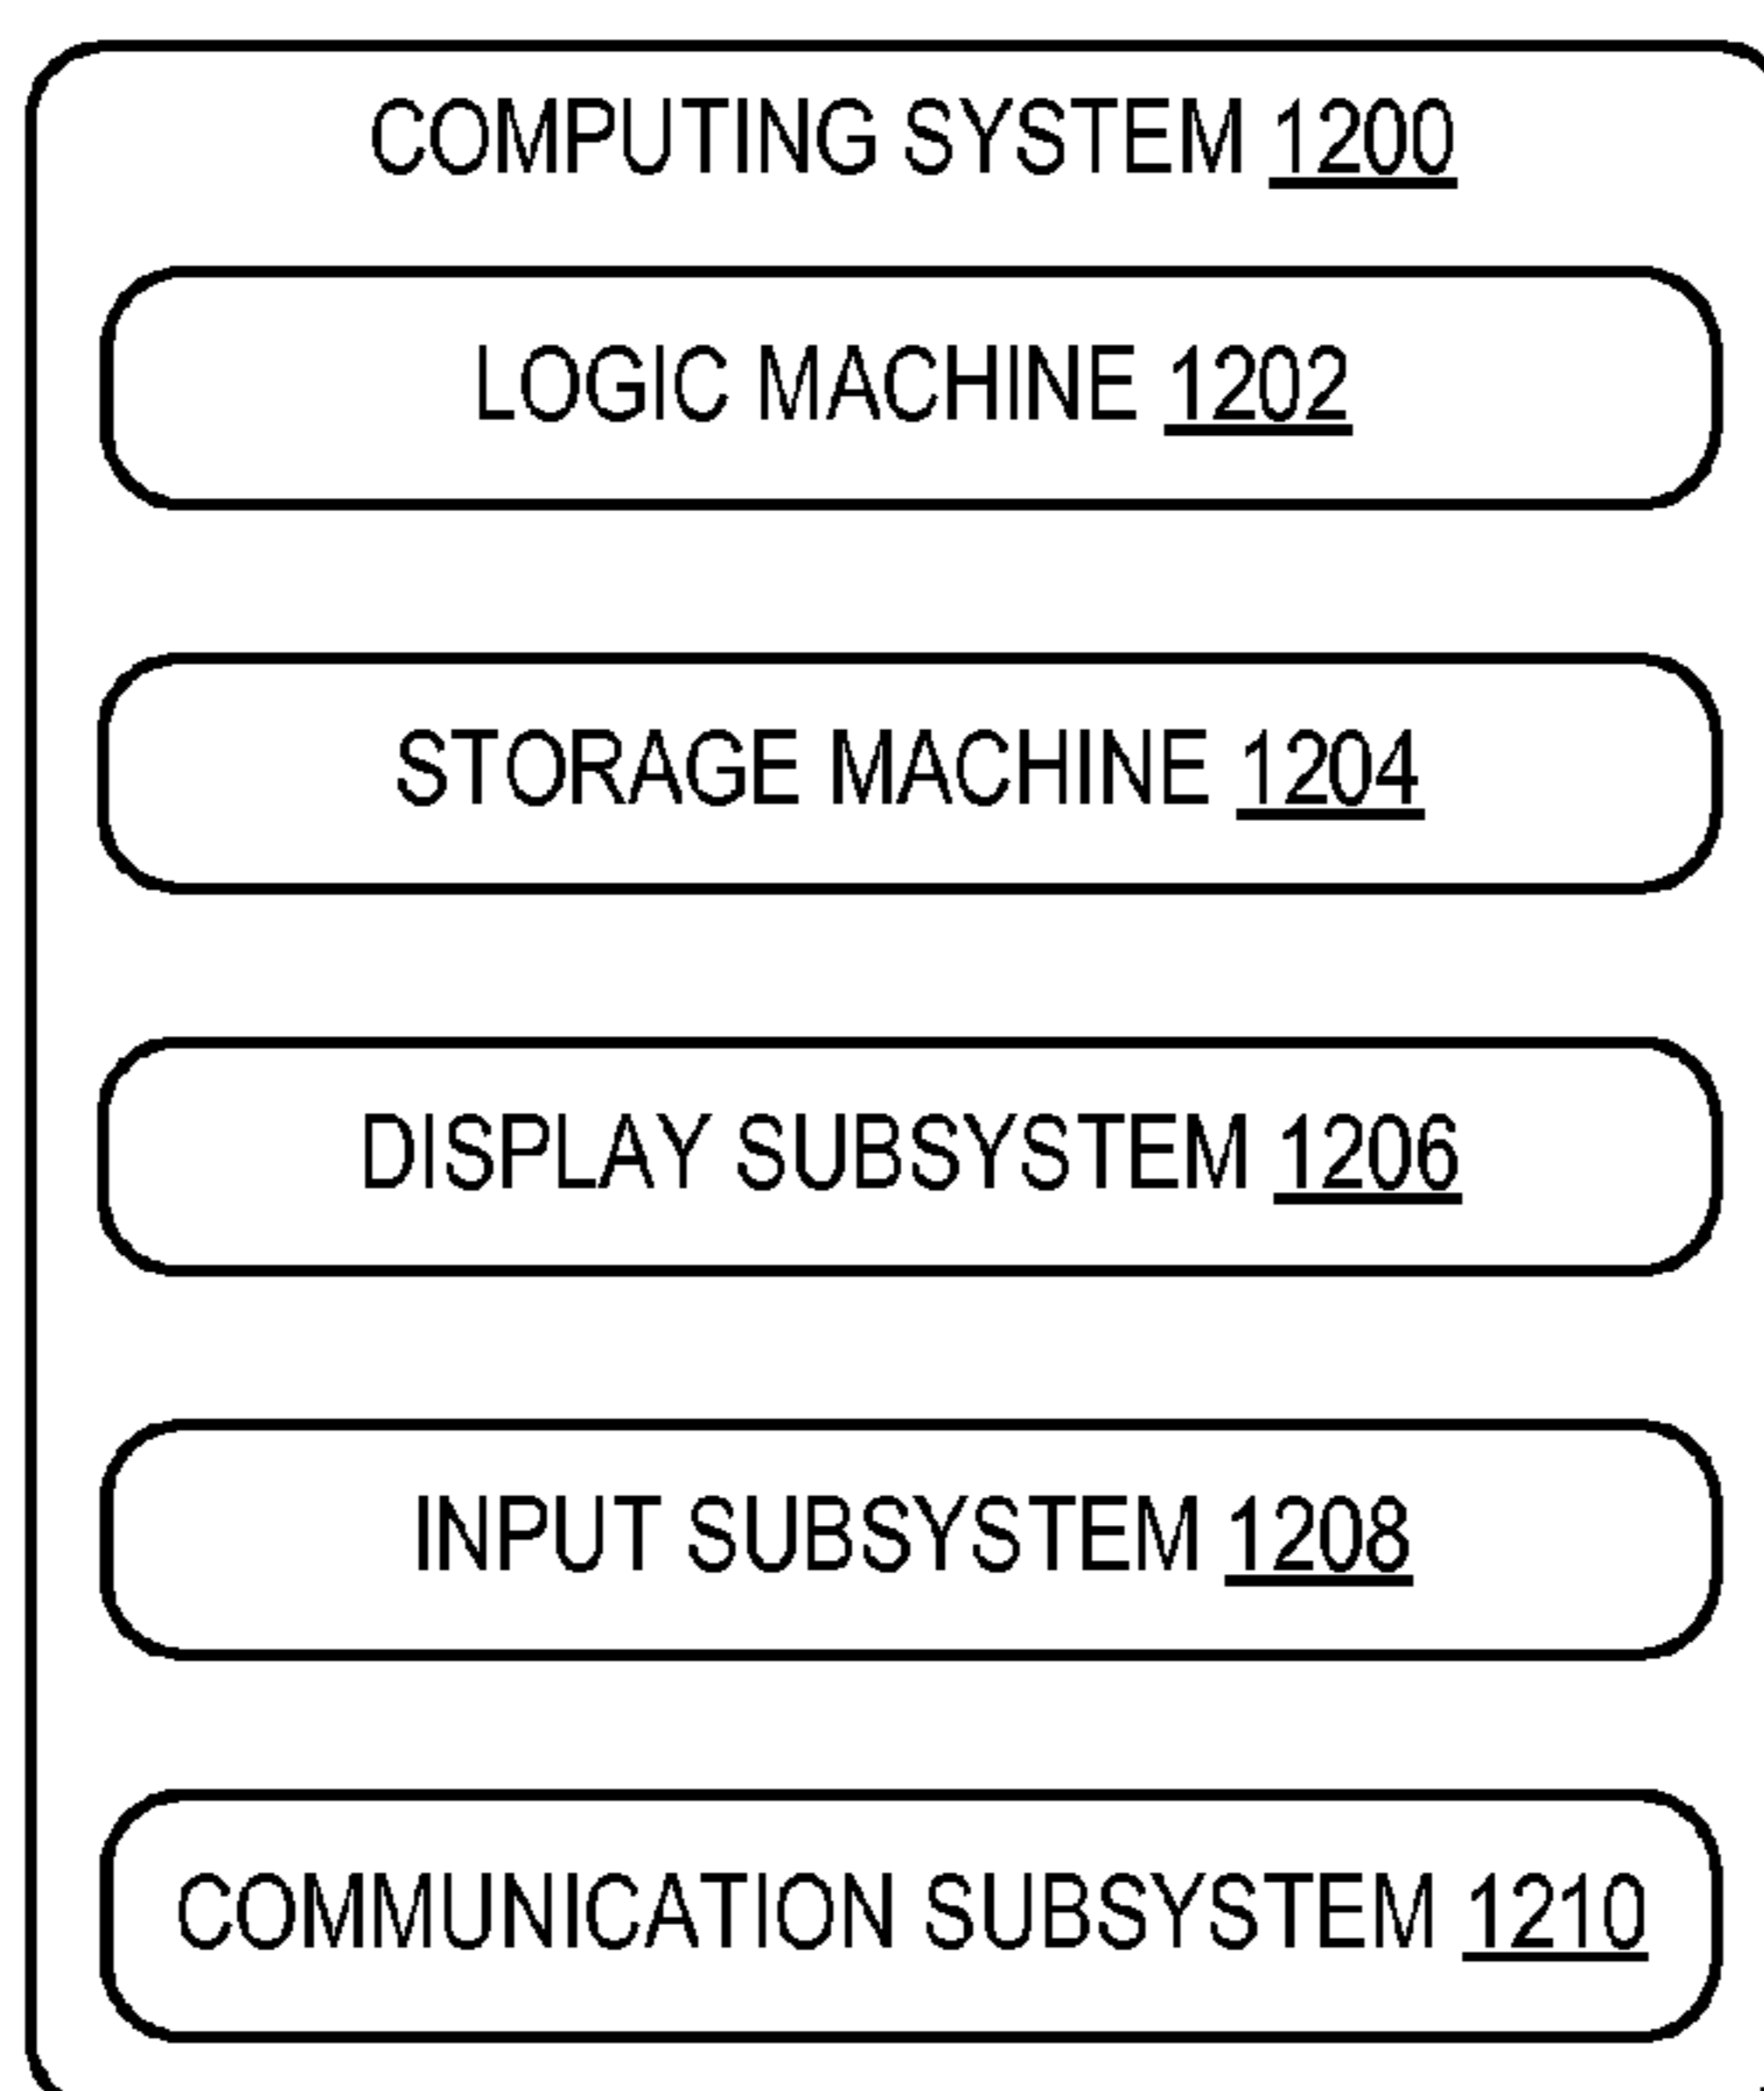 COMPUTING SYSTEM 1200
LOGIC MACHINE 1202
STORAGE MACHINE 1204
DISPLAY SUBSYSTEM 1206
INPUT SUBSYSTEM 1208
COMMUNICATION SUBSYSTEM 1210